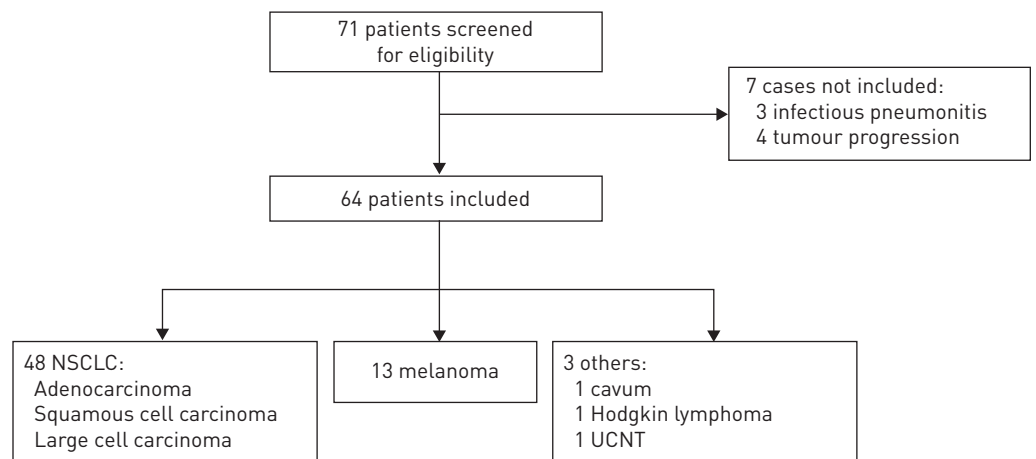 71 patients screened
for eligibility
7 cases not included:
3 infectious pneumonitis
4 tumour progression
64 patients included
48 NSCLC:
Adenocarcinoma
Squamous cell carcinoma
Large cell carcinoma
13 melanoma
3 others:
1 cavum
1 Hodgkin lymphoma
1 UCNT